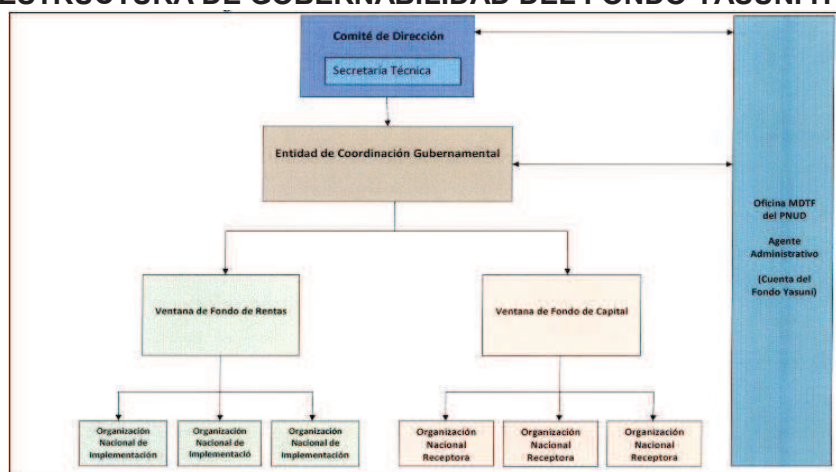 ESTRUCTURA DE GOBERNABILIDAD DEL FONDO YASUNI
Comité de Dirección
Secretaría Técnica
Entidad de Coordinación Gubernamental
Oficina MDTF
del PNUD
Agente
Administrativo
(Cuenta del
Fondo Yasuni)
Ventana de Fondo de Rentas
Ventana de Fondo de Capital
Organización
Nacional de
Implementación
Organización
Nacional de
Implementació
Organización
Nacional de
Implementación
Organización
Nacional
Receptora
Organización
Nacional
Receptora
Organización
Nacional
Receptora